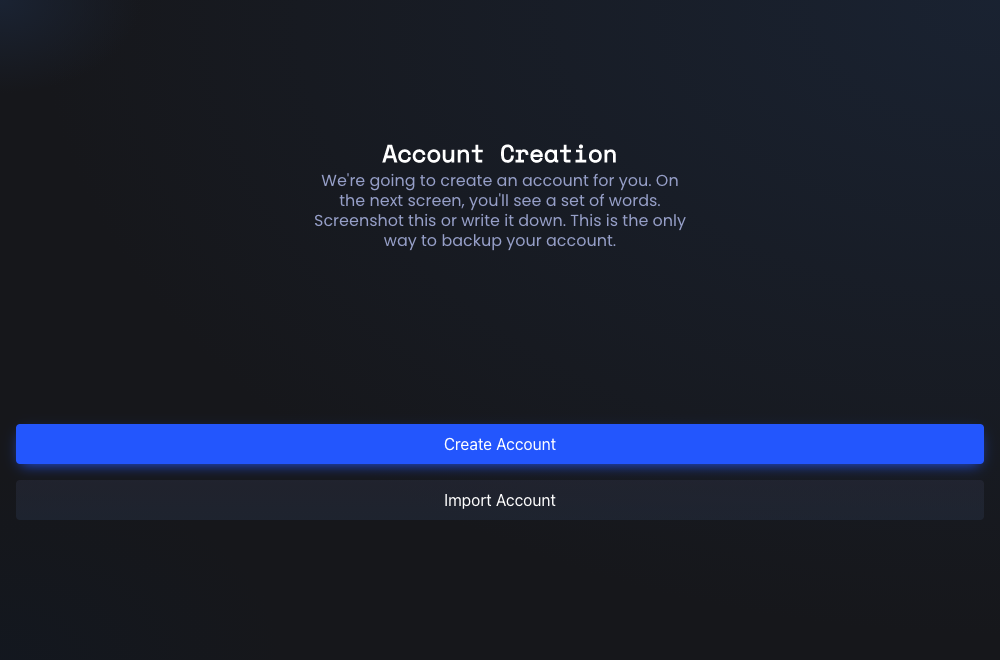 Account Creation
We're going to create an account for you. On
the next screen, you'll see a set of words.
Screenshot this or write it down. This is the only
way to backup your account.
Create Account
Import Account